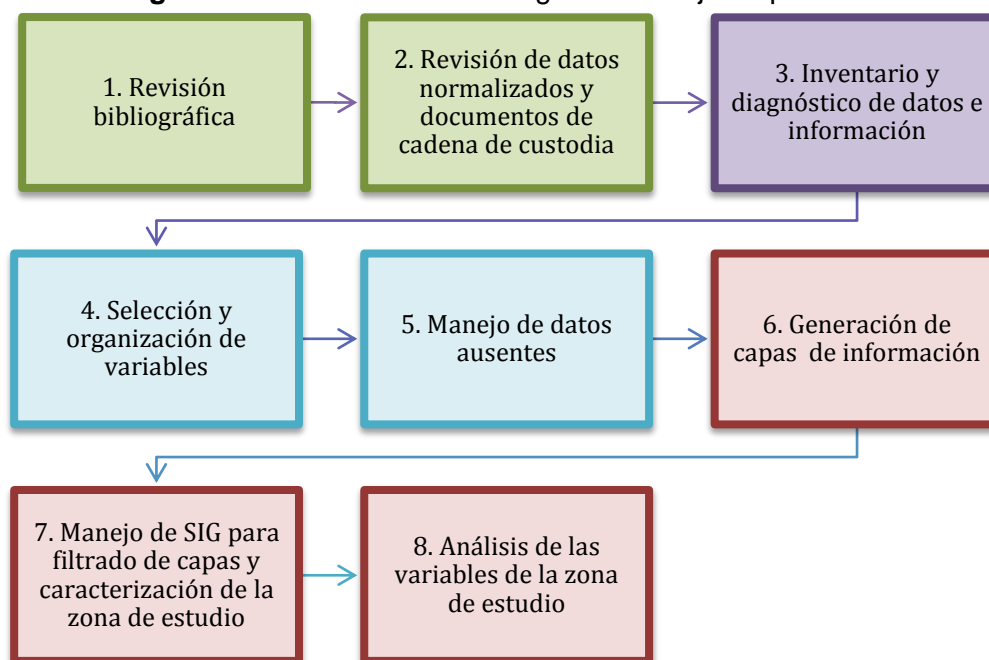 1. Revisión
bibliográfica
2. Revisión de datos
normalizados y
documentos de
cadena de custodia
3. Inventario y
diagnóstico de datos e
información
4. Selección y
organización de
variables
5. Manejo de datos
ausentes
6. Generación de
capas de información
7. Manejo de SIG para
filtrado de capas y
caracterización de la
zona de estudio
8. Análisis de las
variables de la zona
de estudio